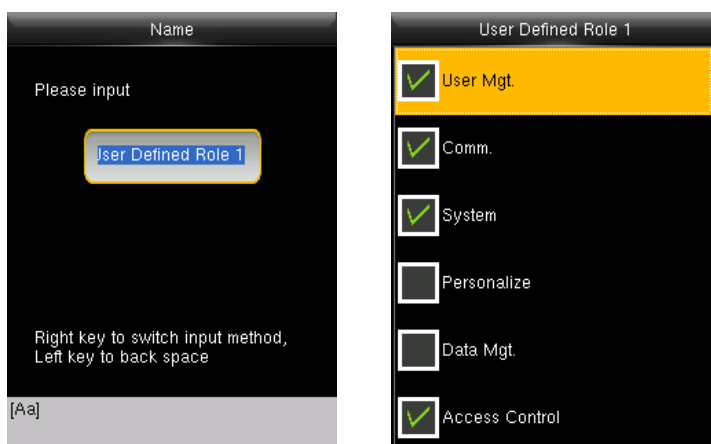 Name
Please input
User Defined Role 1
Right key to switch input method,
Left key to back space
[Aa]
User Defined Role 1
User Mgt.
Comm.
System
Personalize
Data Mgt.
Access Control